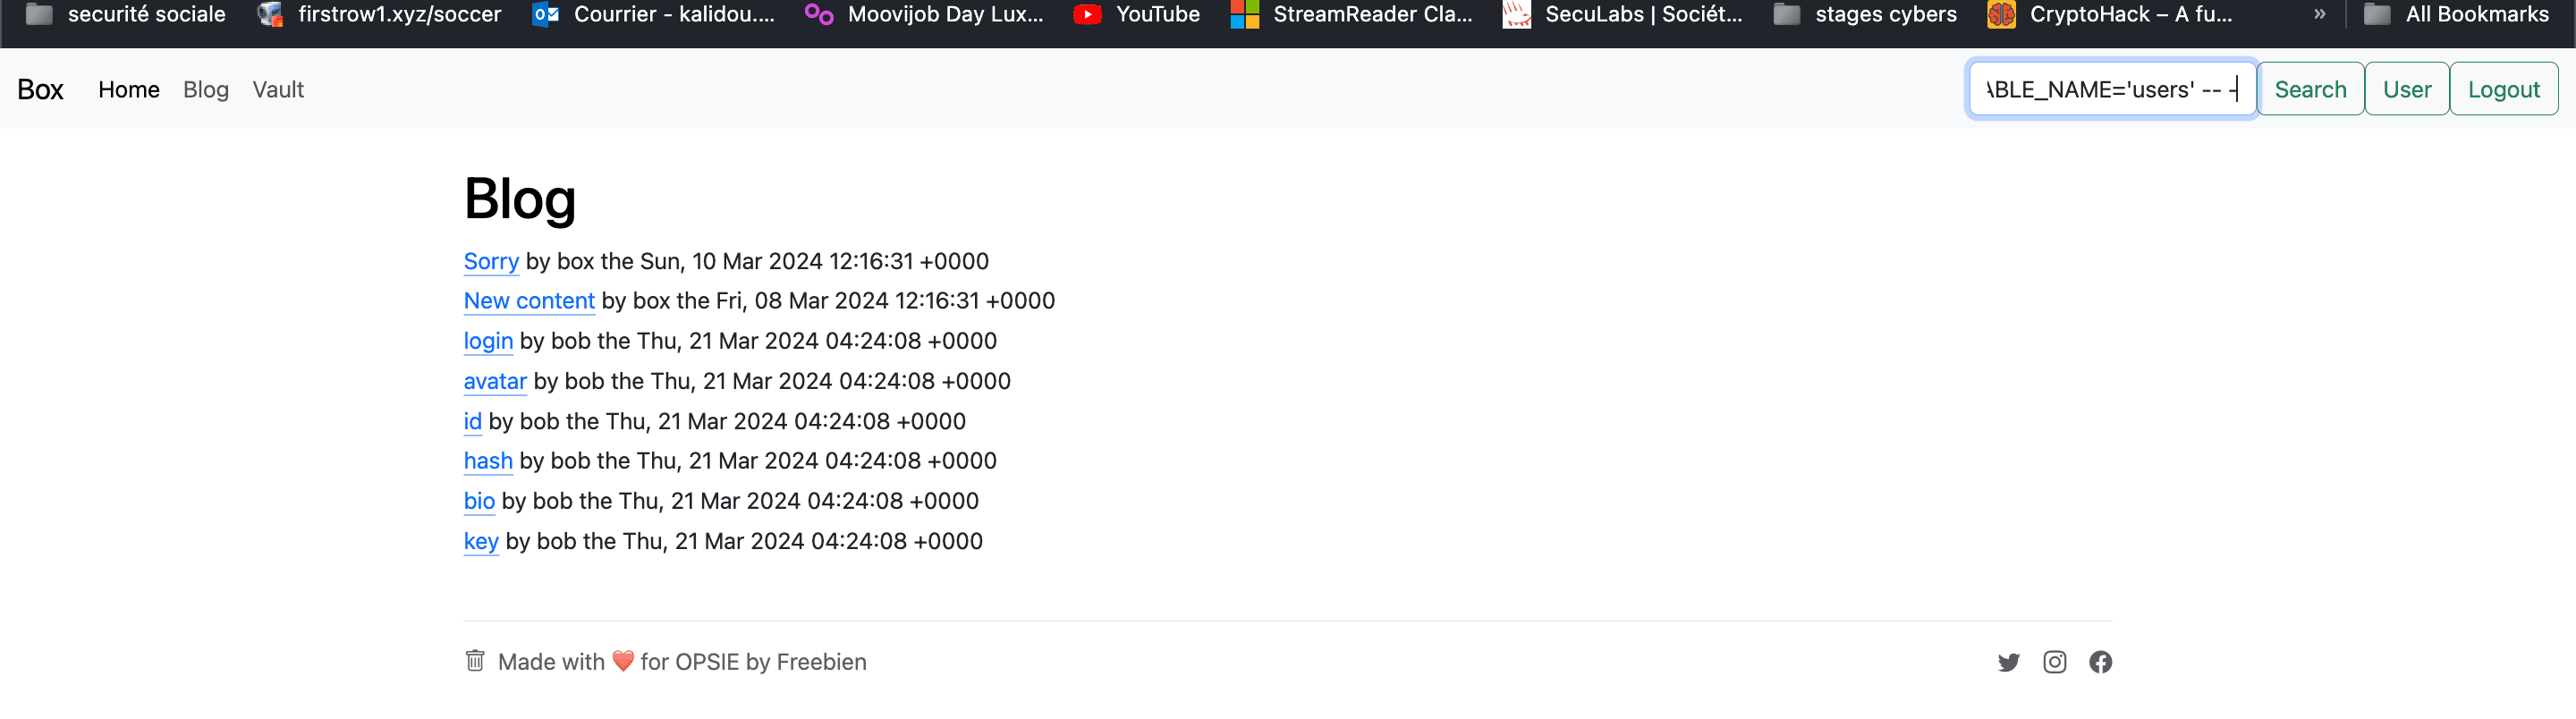 securité sociale firstrow1.xyz/soccer Courrier - kalidou.... Moovijob Day Lux... YouTube StreamReader Cla... SecuLabs | Sociét... stages cybers CryptoHack – A fu... » All Bookmarks
Box Home Blog Vault ABLE_NAME='users' -- - Search User Logout
Blog
Sorry by box the Sun, 10 Mar 2024 12:16:31 +0000
New content by box the Fri, 08 Mar 2024 12:16:31 +0000
login by bob the Thu, 21 Mar 2024 04:24:08 +0000
avatar by bob the Thu, 21 Mar 2024 04:24:08 +0000
id by bob the Thu, 21 Mar 2024 04:24:08 +0000
hash by bob the Thu, 21 Mar 2024 04:24:08 +0000
bio by bob the Thu, 21 Mar 2024 04:24:08 +0000
key by bob the Thu, 21 Mar 2024 04:24:08 +0000
Made with ❤️ for OPSIE by Freebien